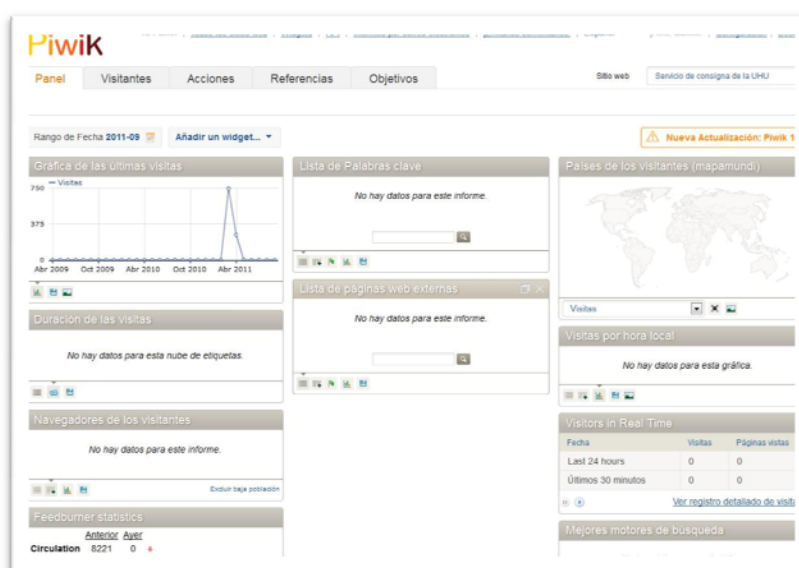 Piwik
Panel Visitantes Acciones Referencias Objetivos
Sitio web Servicio de consigna de la UHU
Rango de Fecha 2011-09 Añadir un widget...
Nueva Actualización: Piwik 1
Gráfica de las últimas visitas
Visitas
750
375
0
Abr 2009 Oct 2009 Abr 2010 Oct 2010 Abr 2011
Duración de las visitas
No hay datos para esta nube de etiquetas.
Navegadores de los visitantes
No hay datos para este informe.
Excluir baja población
Feedburner statistics
Anterior Ayer
Circulation 8221 0
Lista de Palabras clave
No hay datos para este informe.
Lista de páginas web externas
No hay datos para este informe.
Países de los visitantes (mapamundi)
Visitas
Visitas por hora local
No hay datos para esta gráfica.
Visitors in Real Time
Fecha Visitas Páginas vistas
Last 24 hours 0 0
Últimos 30 minutos 0 0
Ver registro detallado de visita
Mejores motores de búsqueda